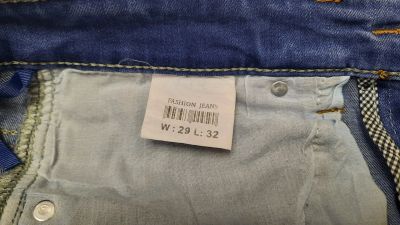 FASHION JEANS
W : 29 L : 32